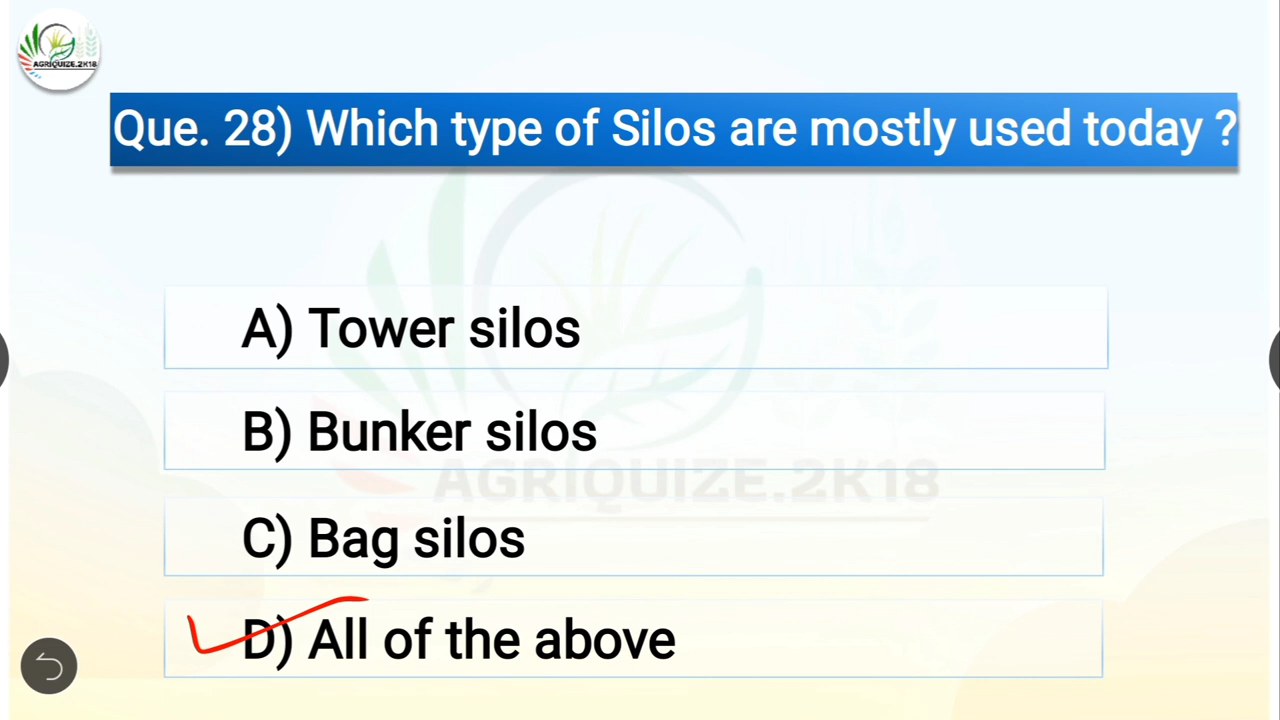 AGRIQUIZE.2K18
Que. 28) Which type of Silos are mostly used today ?
A) Tower silos
B) Bunker silos
AGRIQUIZE.2K18
C) Bag silos
D) All of the above